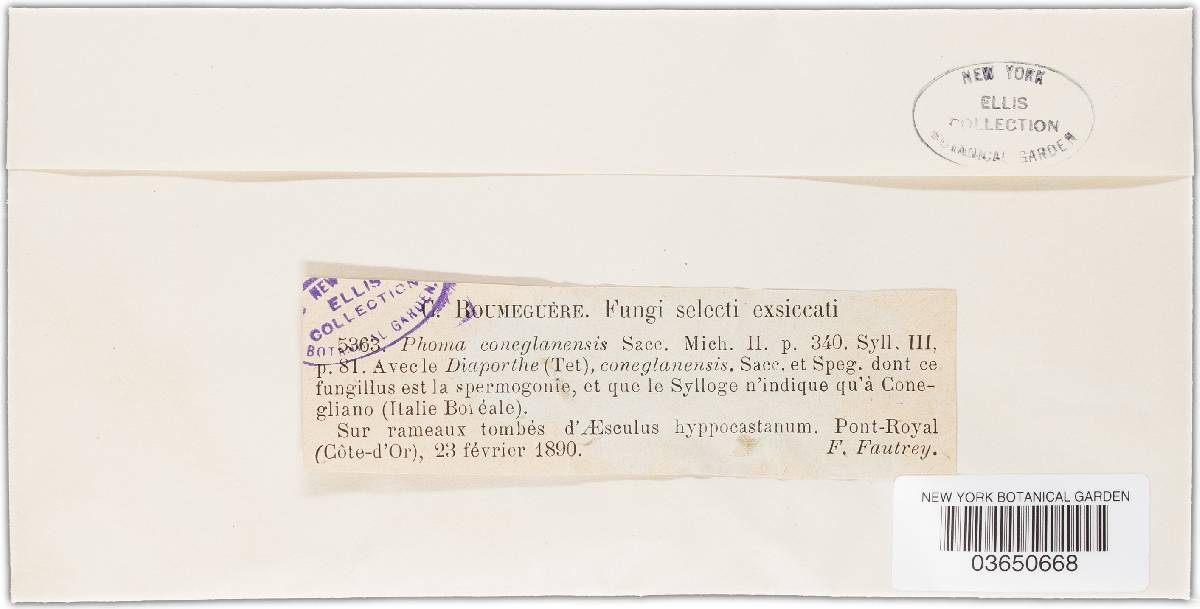 NEW YORK
ELLIS
COLLECTION
BOTANICAL GARDEN
NEW
ELLIS
COLLECTION
BOTANICAL GARDEN.
C. ROUMEGUÈRE. Fungi selecti exsiccati
5363. Phoma coneglanensis Sacc. Mich. II. p. 340. Syll. III,
p. 81. Avec le Diaporthe (Tet), coneglanensis. Sacc. et Speg. dont ce
fungillus est la spermogonie, et que le Sylloge n'indique qu'à Cone-
gliano (Italie Boréale).
Sur rameaux tombés d'Æsculus hyppocastanum. Pont-Royal
(Côte-d'Or), 23 février 1890. F. Fautrey.
NEW YORK BOTANICAL GARDEN
03650668